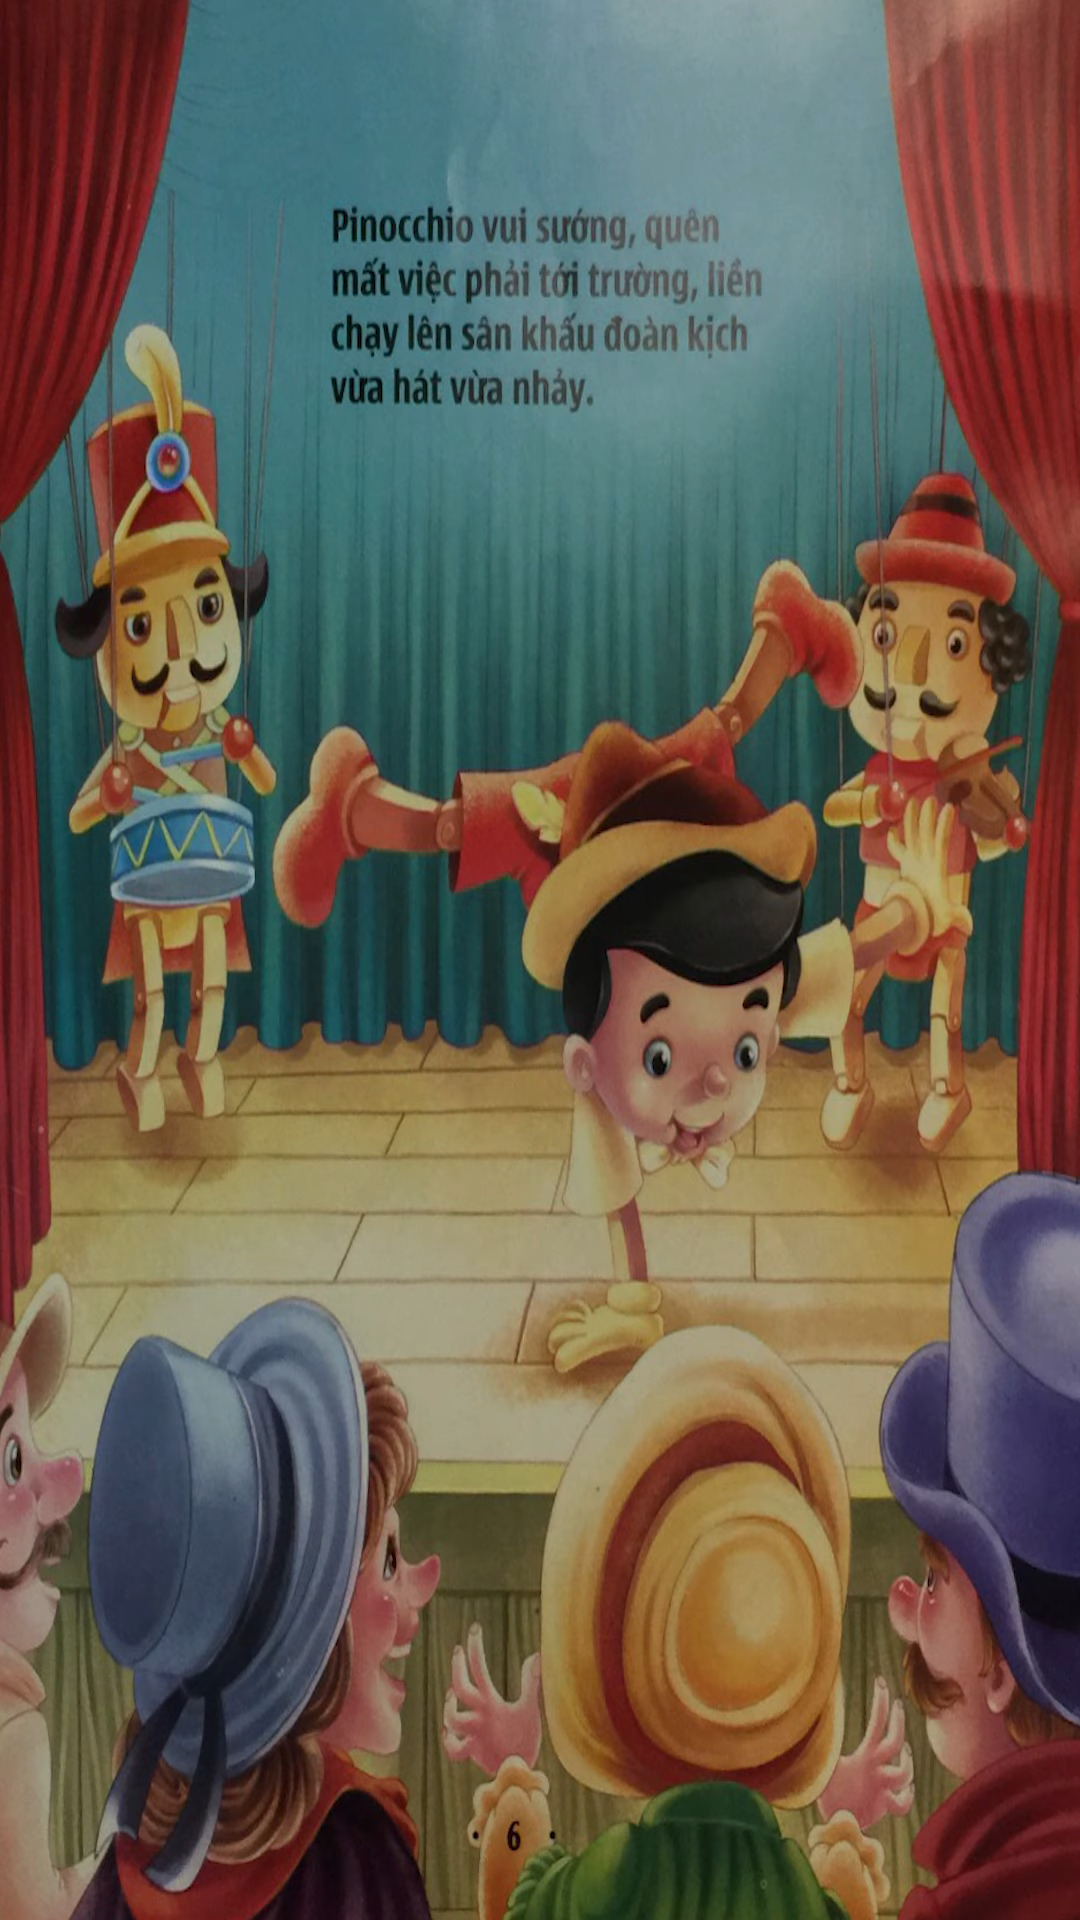 Pinocchio vui sướng, quên
mất việc phải tới trường, liền
chạy lên sân khấu đoàn kịch
vừa hát vừa nhảy.
• 6 •